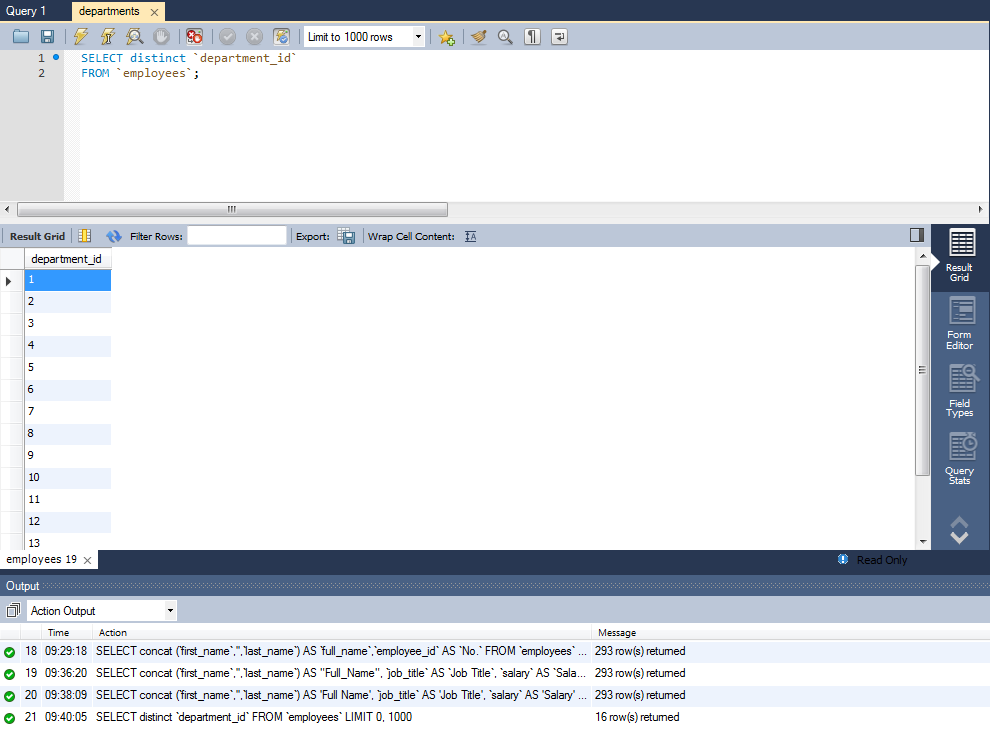 Query 1 departments
Limit to 1000 rows
1 SELECT distinct `department_id`
2 FROM `employees`;
Result Grid Filter Rows: Export: Wrap Cell Content:
department_id
1
2
3
4
5
6
7
8
9
10
11
12
13
Result
Grid
Form
Editor
Field
Types
Query
Stats
employees 19 Read Only
Output
Action Output
Time Action Message
18 09:29:18 SELECT concat (`first_name`,'',`last_name`) AS `full_name`,`employee_id` AS `No.` FROM `employees` ... 293 row(s) returned
19 09:36:20 SELECT concat (`first_name`,'',`last_name`) AS "Full_Name", `job_title` AS `Job Title`, `salary` AS `Sala... 293 row(s) returned
20 09:38:09 SELECT concat (`first_name`,'',`last_name`) AS 'Full Name', `job_title` AS 'Job Title', `salary` AS 'Salary' ... 293 row(s) returned
21 09:40:05 SELECT distinct `department_id` FROM `employees` LIMIT 0, 1000 16 row(s) returned